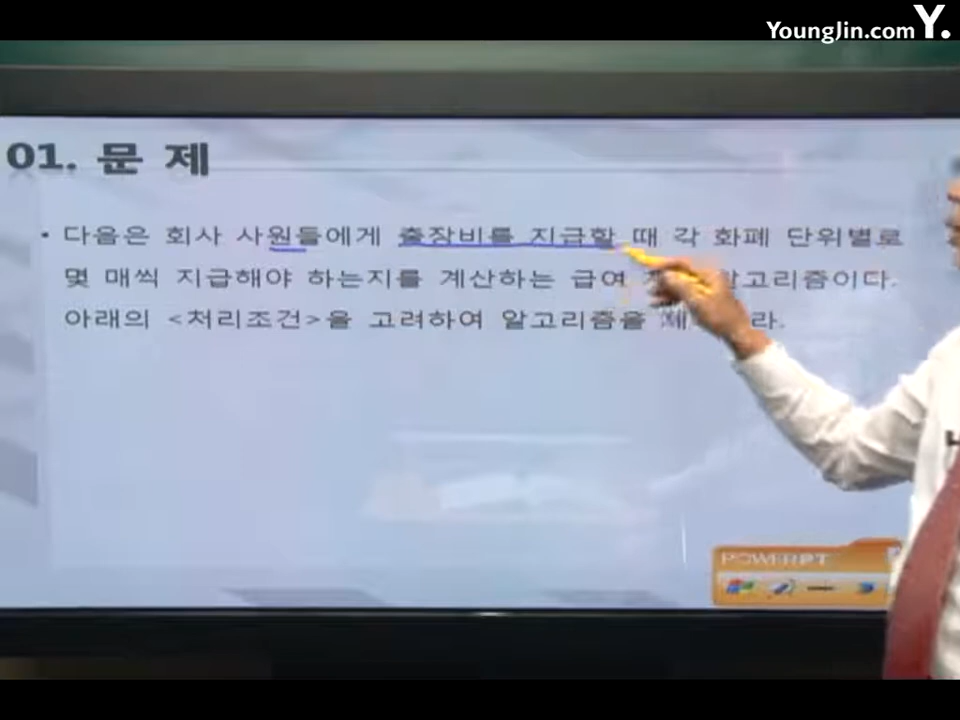 YoungJin.com Y.
01. 문 제
• 다음은 회사 사원들에게 출장비를 지급할 때 각 화폐 단위별로
몇 매씩 지급해야 하는지를 계산하는 급여 알고리즘이다.
아래의 <처리조건>을 고려하여 알고리즘을
POWERPT